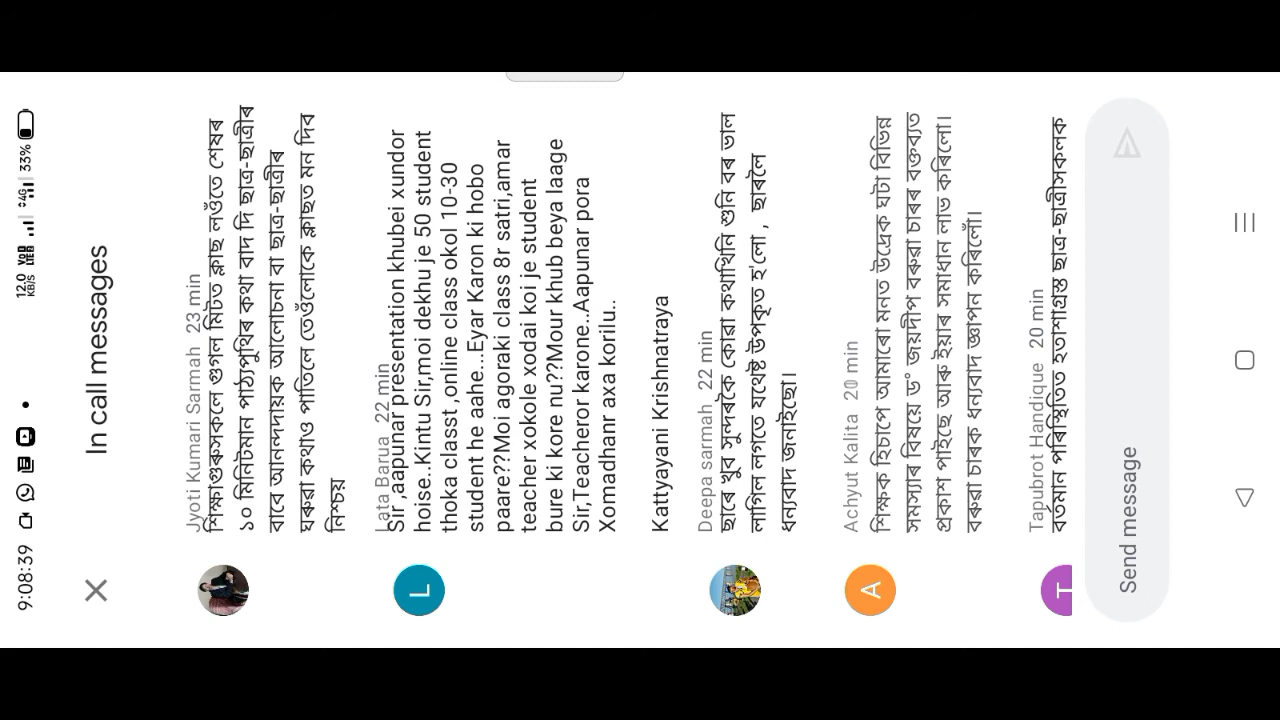 9:08:39
12.0 KB/S
VoD LTE2
4G
33%
In call messages
Jyoti Kumari Sarmah 23 min
শিক্ষাগুৰুসকলে গুগল মিটত ক্লাছ লওঁতে শেষৰ
১০ মিনিটমান পাঠ্যপুথিৰ কথা বাদ দি ছাত্ৰ-ছাত্ৰীৰ
বাবে আনন্দদায়ক আলোচনা বা ছাত্ৰ-ছাত্ৰীৰ
ঘৰুৱা কথাও পাতিলে তেওঁলোকে ক্লাছত মন দিব
নিশ্চয়
Lata Barua 22 min
Sir ,aapunar presentation khubei xundor
hoise..Kintu Sir,moi dekhu je 50 student
thoka classt ,online class okol 10-30
student he aahe...Eyar Karon ki hobo
paare??Moi agoraki class 8r satri,amar
teacher xokole xodai koi je student
bure ki kore nu??Mour khub beya laage
Sir,Teacheror karone..Aapunar pora
Xomadhanr axa korilu..
Kattyayani Krishnatraya
Deepa sarmah 22 min
ছাৰে খুব সুন্দৰকৈ কোৱা কথাখিনি শুনি বৰ ভাল
লাগিল লগতে যথেষ্ট উপকৃত হ'লো , ছাৰলৈ
ধন্যবাদ জনাইছো।
Achyut Kalita 20 min
শিক্ষক হিচাপে আমাৰো মনত উদ্ৰেক ঘটা বিভিন্ন
সমস্যাৰ বিষয়ে ড° জয়দীপ বৰুৱা চাৰৰ বক্তব্যত
প্ৰকাশ পাইছে আৰু ইয়াৰ সমাধান লাভ কৰিলো।
বৰুৱা চাৰক ধন্যবাদ জ্ঞাপন কৰিলোঁ।
Tapubrot Handique 20 min
বৰ্তমান পৰিস্থিতিত হতাশাগ্ৰস্ত ছাত্ৰ-ছাত্ৰীসকলক
L
A
T
Send message